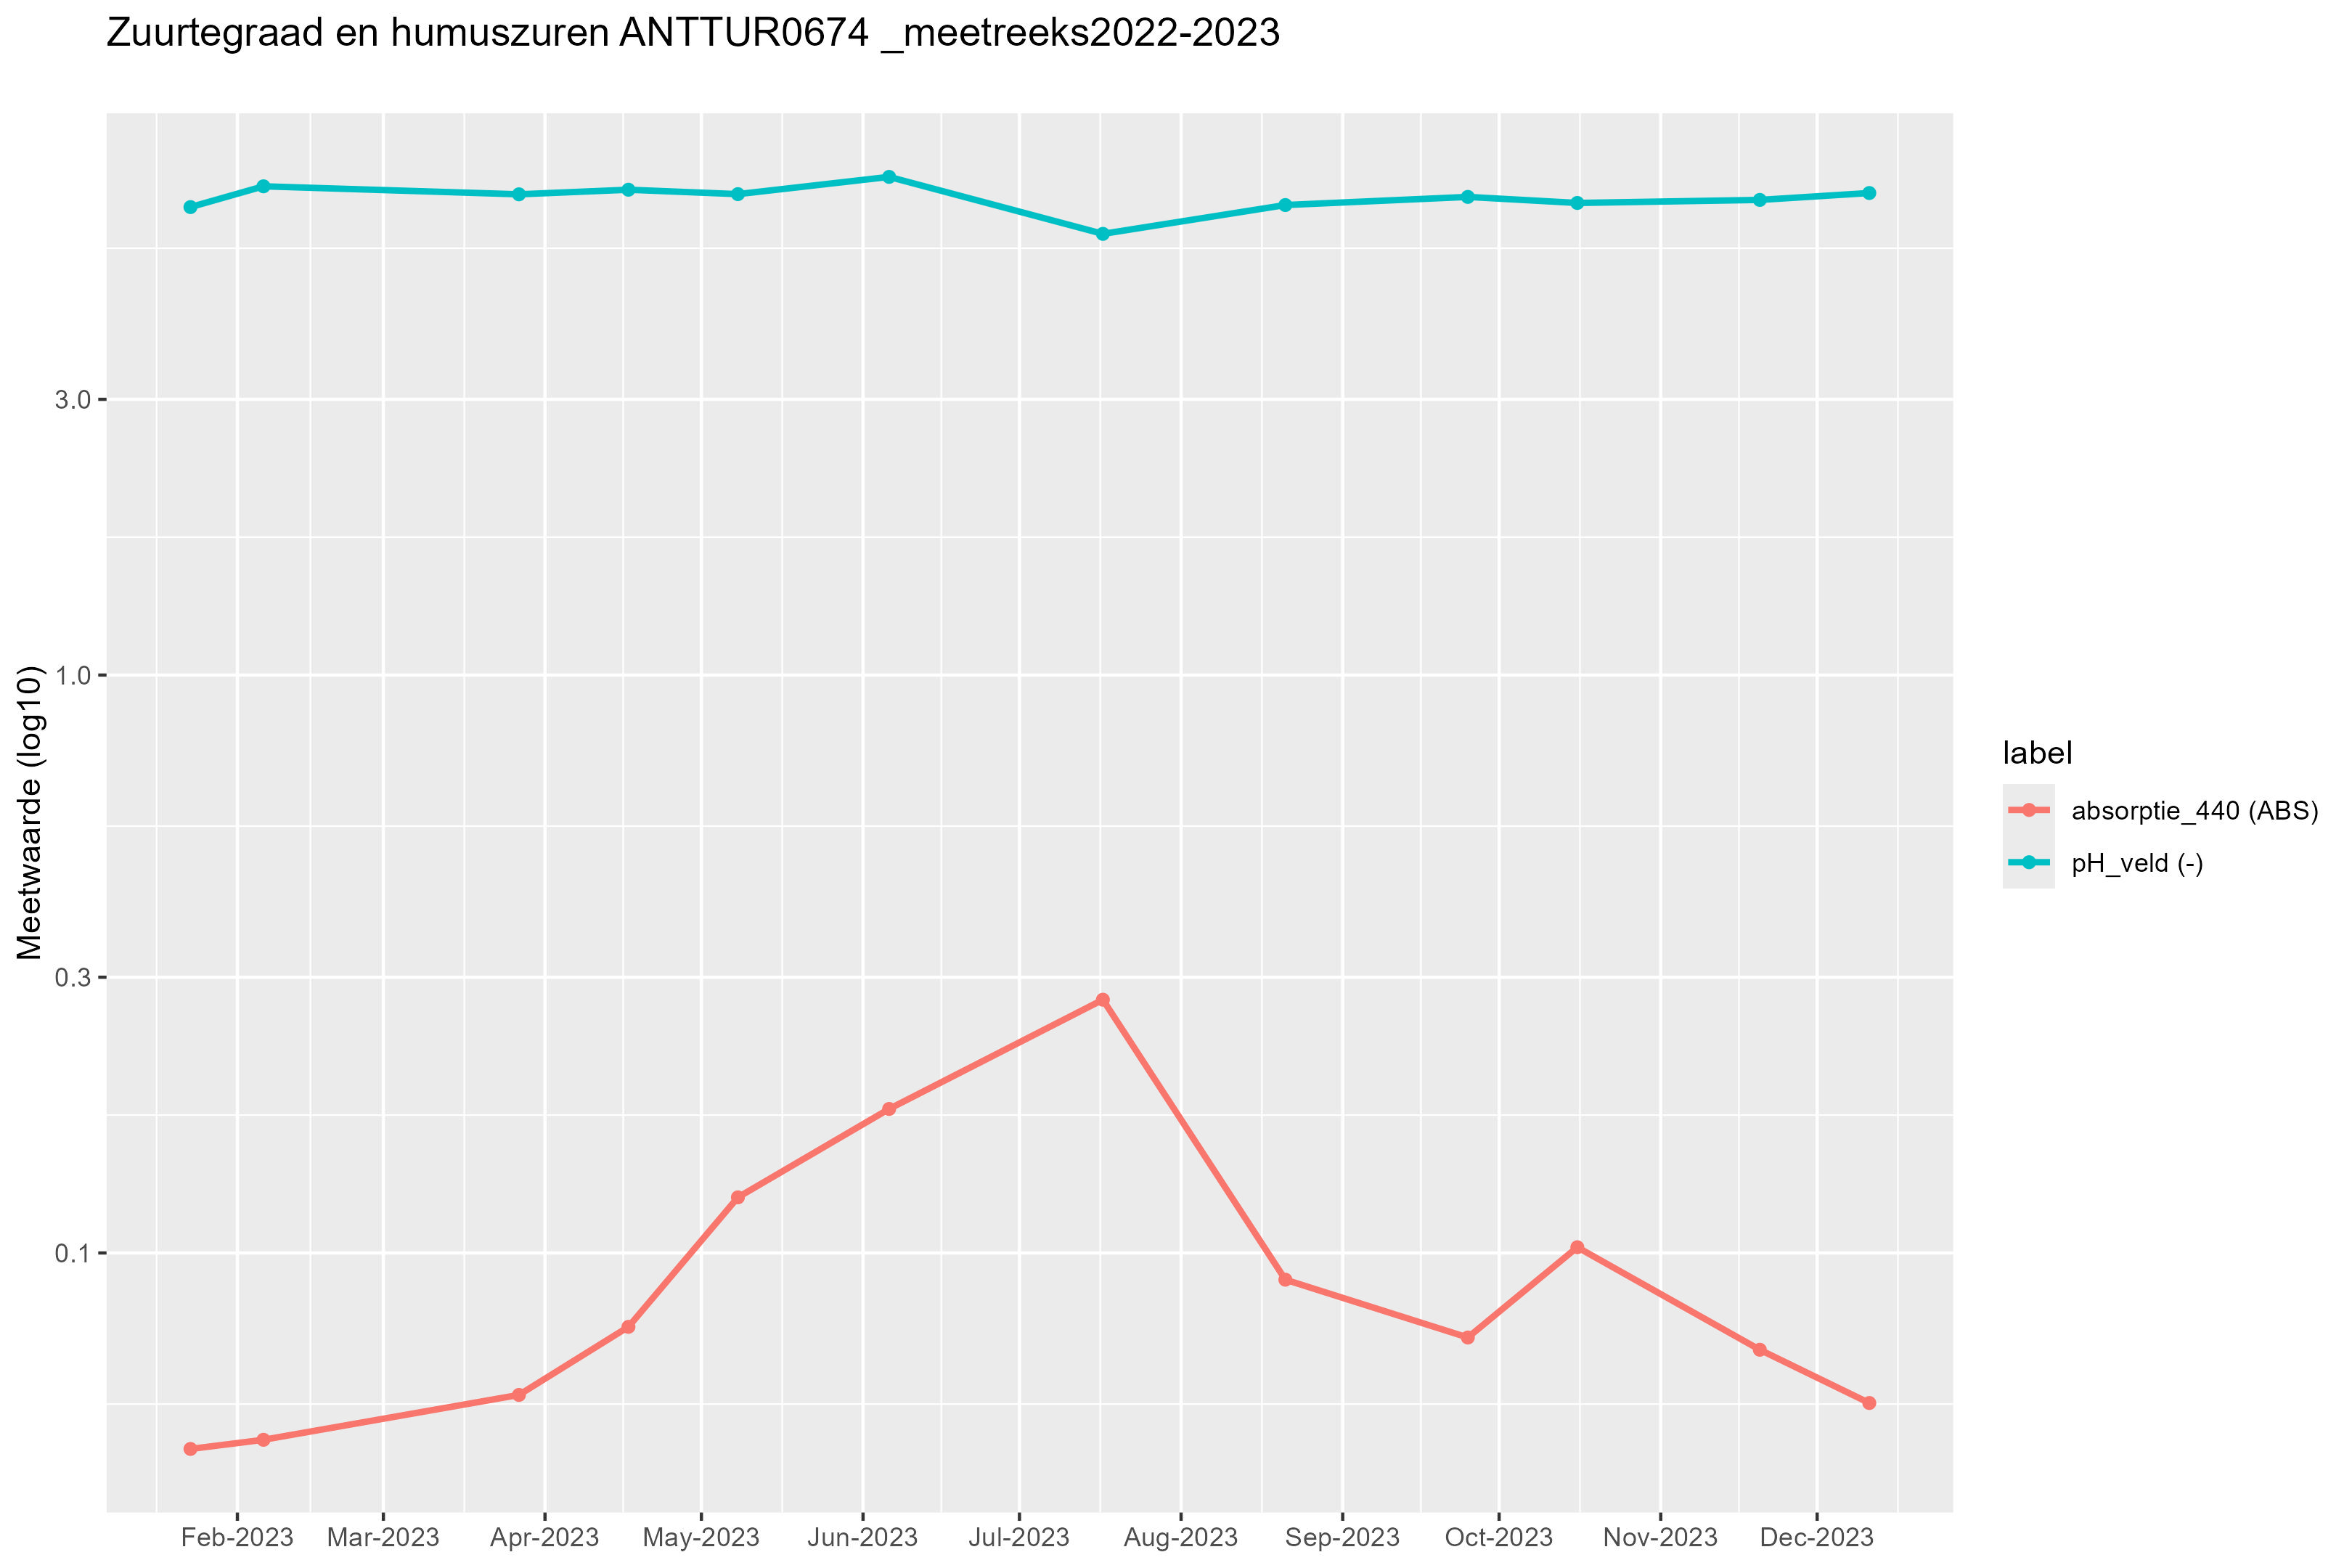 Zuurtegraad en humuszuren ANTTUR0674 _meetreeks2022-2023
Meetwaarde (log10)
3.0
1.0
0.3
0.1
Feb-2023 Mar-2023 Apr-2023 May-2023 Jun-2023 Jul-2023 Aug-2023 Sep-2023 Oct-2023 Nov-2023 Dec-2023
label
absorptie_440 (ABS)
pH_veld (-)